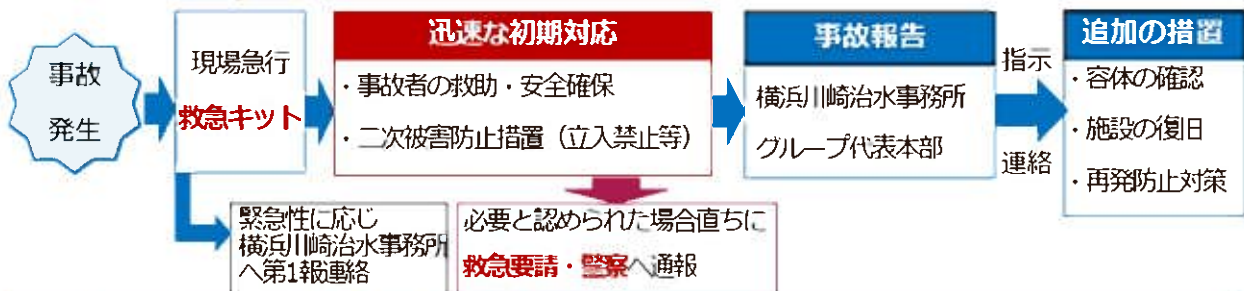 事故
発生
現場急行
救急キット
迅速な初期対応
・事故者の救助・安全確保
・二次被害防止措置（立入禁止等）
事故報告
横浜川崎治水事務所
グループ代表本部
指示
連絡
追加の措置
・容体の確認
・施設の復旧
・再発防止対策
緊急性に応じ
横浜川崎治水事務所
へ第1報連絡
必要と認められた場合直ちに
救急要請・警察へ通報